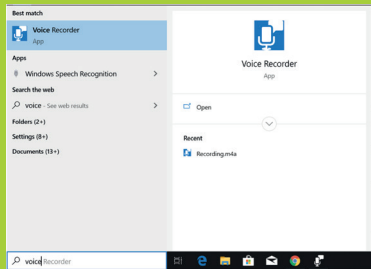 Best match
Voice Recorder
App
Apps
Windows Speech Recognition
Search the web
voice - See web results
Folders (2+)
Settings (8+)
Documents (13+)
voice Recorder
Voice Recorder
App
Open
Recent
Recording.m4a